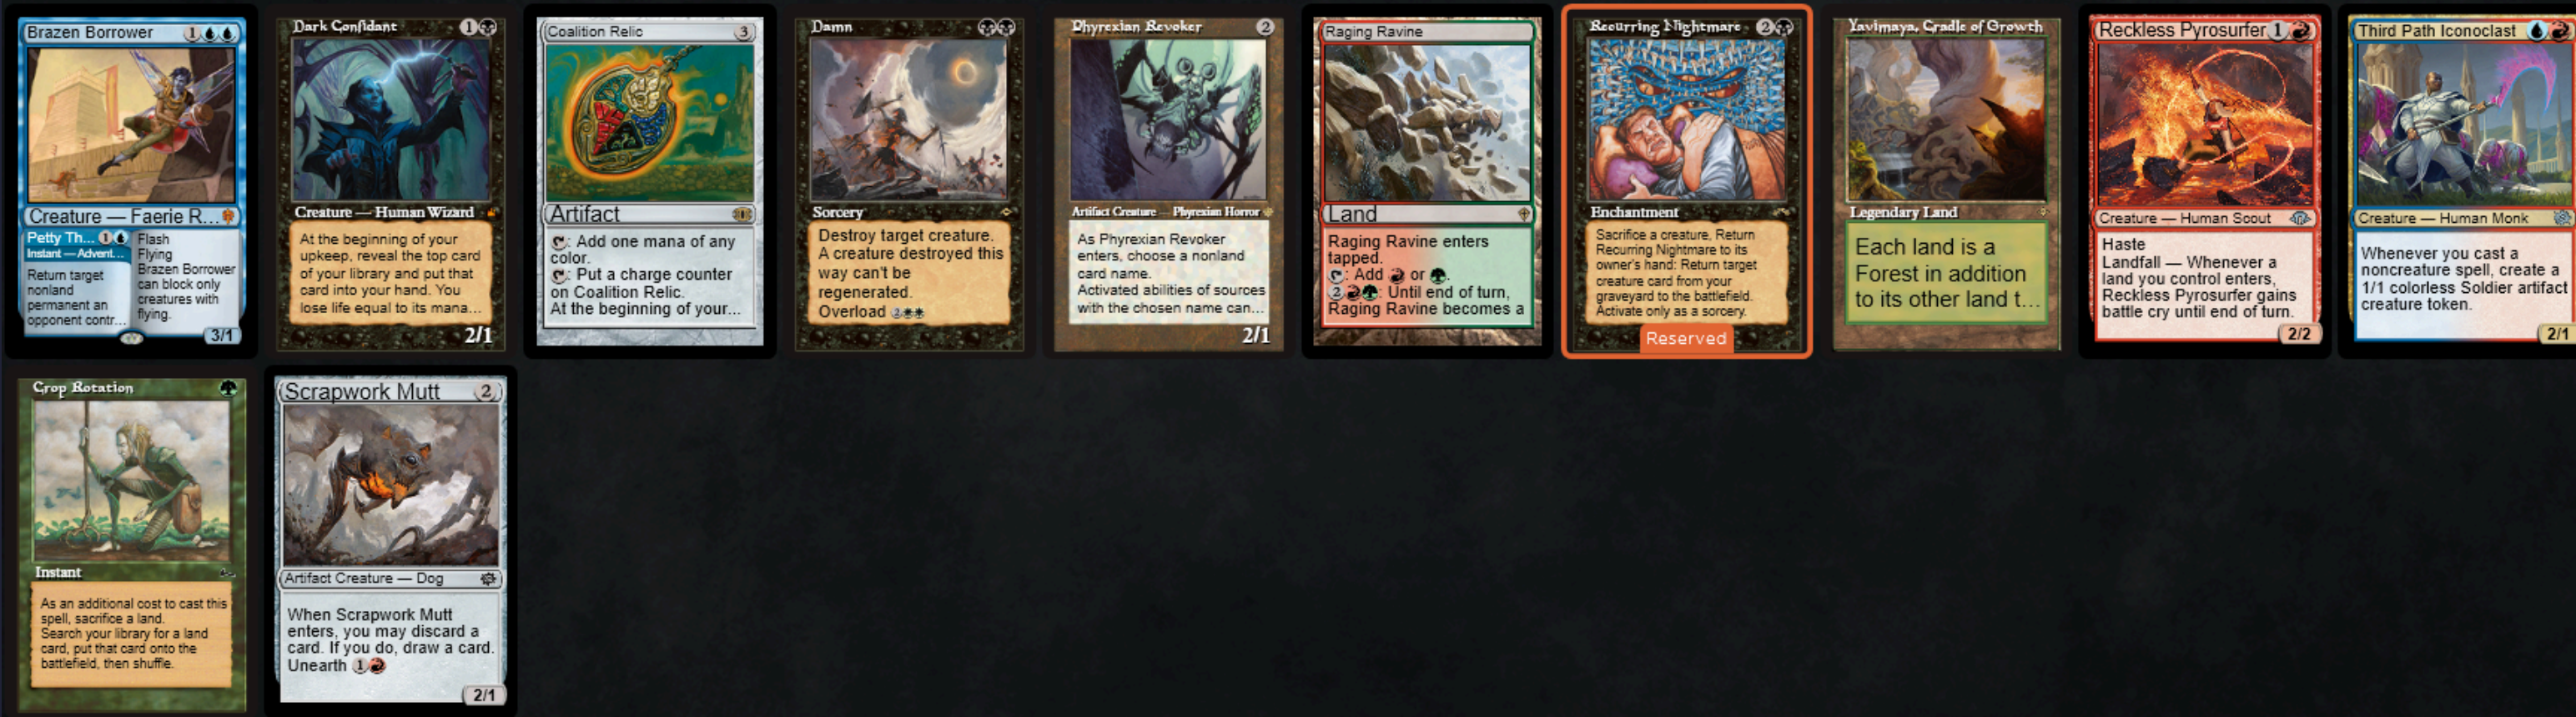 Brazen Borrower 1
Creature — Faerie R...
Petty Th... 1
Instant — Advent...
Return target
nonland
permanent an
opponent contr...
Flash
Flying
Brazen Borrower
can block only
creatures with
flying.
3/1
Dark Confidant 1
Creature — Human Wizard
At the beginning of your
upkeep, reveal the top card
of your library and put that
card into your hand. You
lose life equal to its mana...
2/1
Coalition Relic 3
Artifact
: Add one mana of any
color.
: Put a charge counter
on Coalition Relic.
At the beginning of your...
Damn
Sorcery
Destroy target creature.
A creature destroyed this
way can't be
regenerated.
Overload 2
Phyrexian Revoker 2
Artifact Creature — Phyrexian Horror
As Phyrexian Revoker
enters, choose a nonland
card name.
Activated abilities of sources
with the chosen name can...
2/1
Raging Ravine
Land
Raging Ravine enters
tapped.
: Add or .
2: Until end of turn,
Raging Ravine becomes a
Recurring Nightmare 2
Enchantment
Sacrifice a creature, Return
Recurring Nightmare to its
owner's hand: Return target
creature card from your
graveyard to the battlefield.
Activate only as a sorcery.
Reserved
Yavimaya, Cradle of Growth
Legendary Land
Each land is a
Forest in addition
to its other land t...
Reckless Pyrosurfer 1
Creature — Human Scout
Haste
Landfall — Whenever a
land you control enters,
Reckless Pyrosurfer gains
battle cry until end of turn.
2/2
Third Path Iconoclast
Creature — Human Monk
Whenever you cast a
noncreature spell, create a
1/1 colorless Soldier artifact
creature token.
2/1
Crop Rotation
Instant
As an additional cost to cast this
spell, sacrifice a land.
Search your library for a land
card, put that card onto the
battlefield, then shuffle.
Scrapwork Mutt 2
Artifact Creature — Dog
When Scrapwork Mutt
enters, you may discard a
card. If you do, draw a card.
Unearth 1
2/1